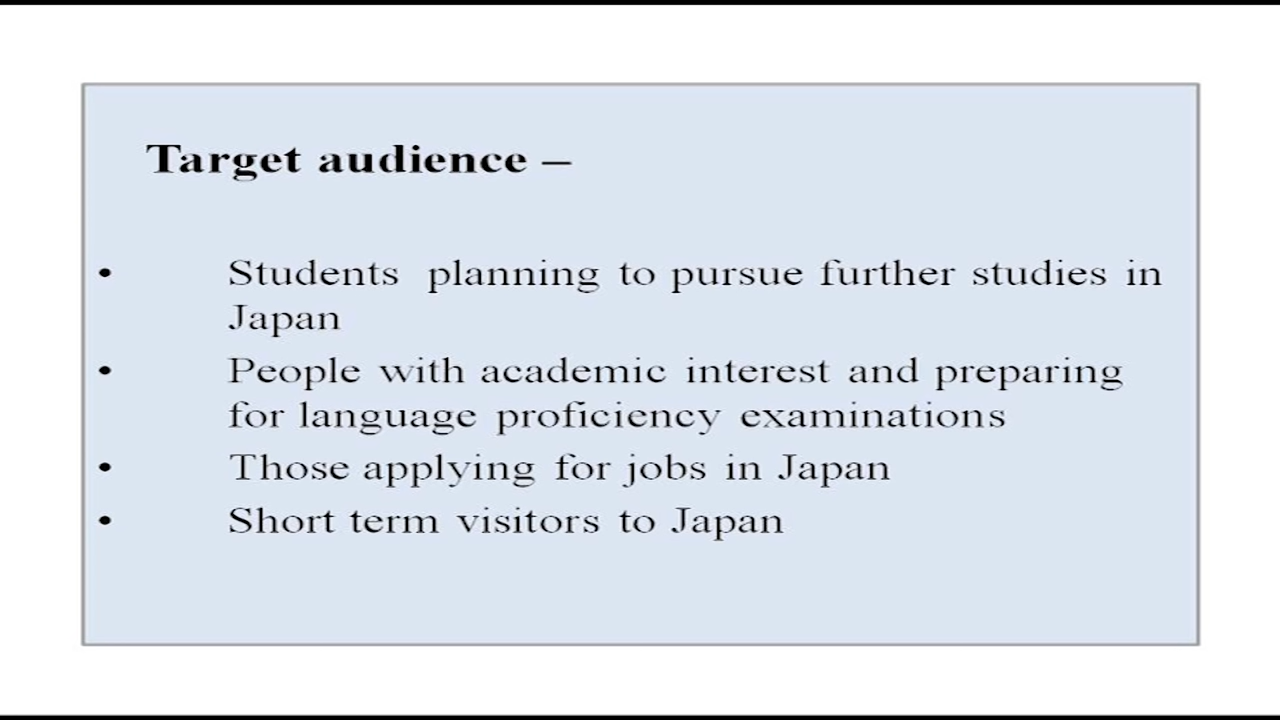 Target audience –
• Students planning to pursue further studies in
Japan
• People with academic interest and preparing
for language proficiency examinations
• Those applying for jobs in Japan
• Short term visitors to Japan